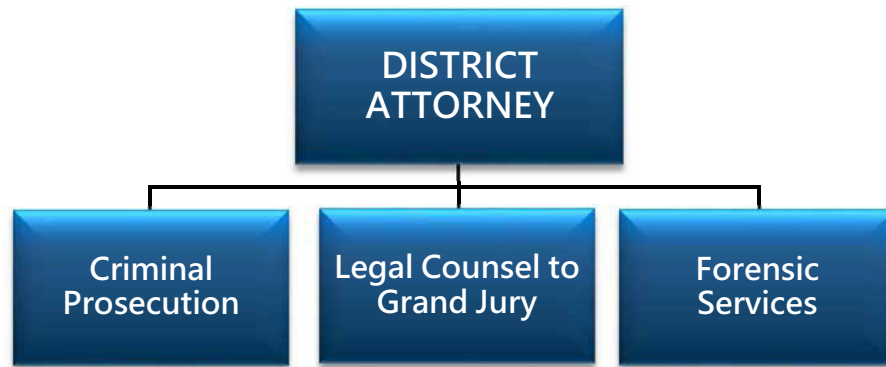 DISTRICT
ATTORNEY
Criminal
Prosecution
Legal Counsel to
Grand Jury
Forensic
Services